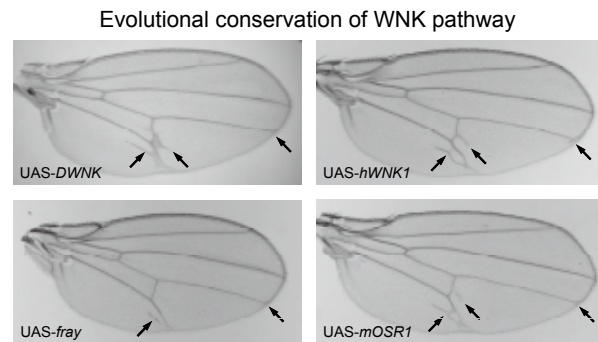 Evolutional conservation of WNK pathway
UAS-DWNK
UAS-hWNK1
UAS-fray
UAS-mOSR1